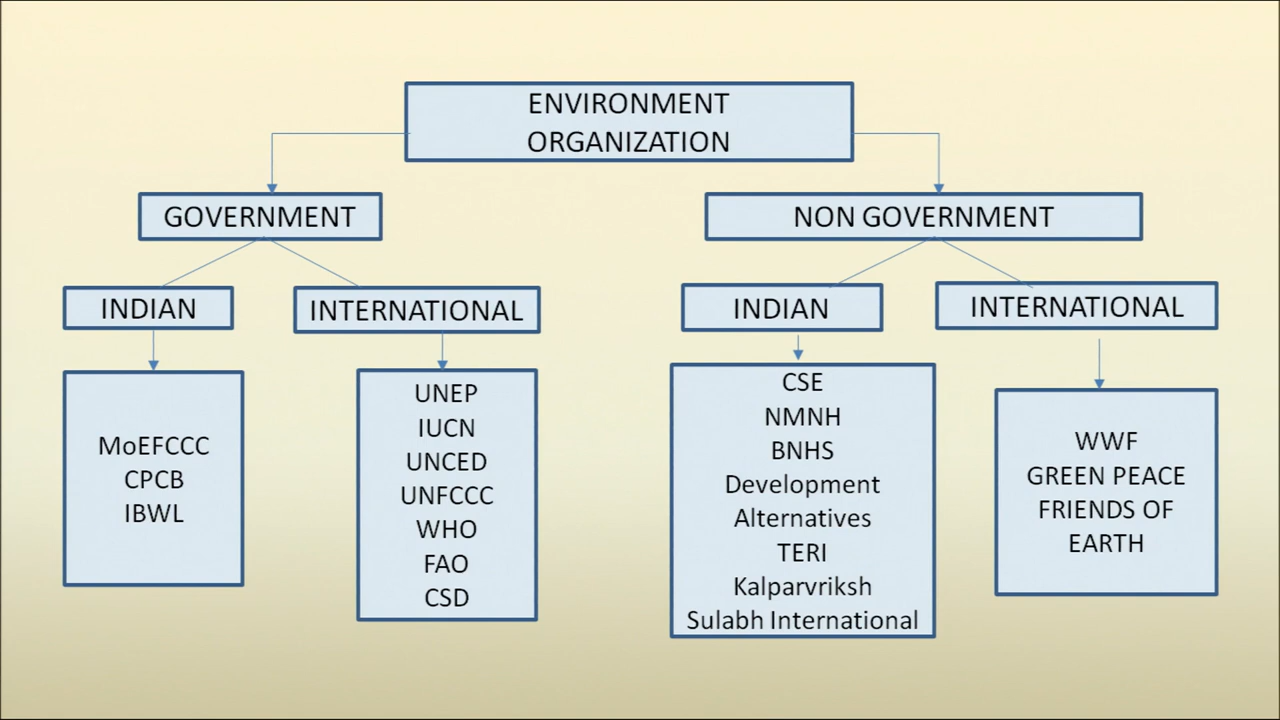 ENVIRONMENT
ORGANIZATION
GOVERNMENT
NON GOVERNMENT
INDIAN
INTERNATIONAL
INDIAN
INTERNATIONAL
MoEFCCC
CPCB
IBWL
UNEP
IUCN
UNCED
UNFCCC
WHO
FAO
CSD
CSE
NMNH
BNHS
Development
Alternatives
TERI
Kalparvriksh
Sulabh International
WWF
GREEN PEACE
FRIENDS OF
EARTH